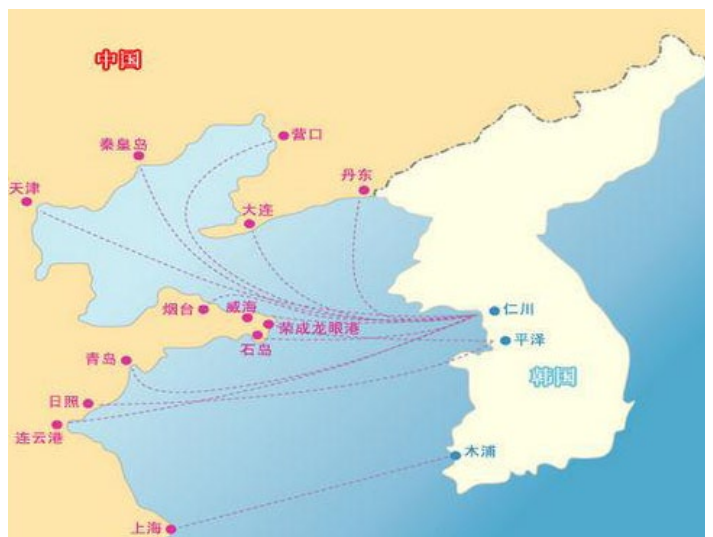 中国
营口
秦皇岛
丹东
天津
大连
烟台
威海
仁川
荣成龙眼港
平泽
石岛
青岛
韩国
日照
连云港
木浦
上海